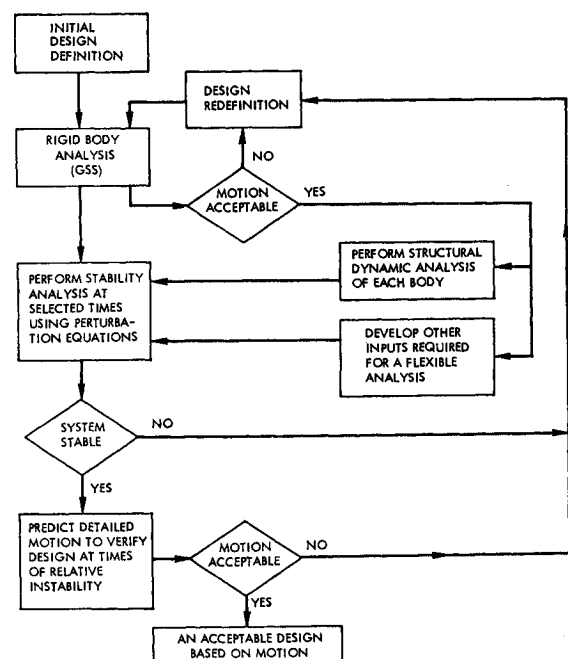 INITIAL
DESIGN
DEFINITION
DESIGN
REDEFINITION
RIGID BODY
ANALYSIS
(GSS)
NO
MOTION
ACCEPTABLE
YES
PERFORM STRUCTURAL
DYNAMIC ANALYSIS
OF EACH BODY
PERFORM STABILITY
ANALYSIS AT
SELECTED TIMES
USING PERTURBA-
TION EQUATIONS
DEVELOP OTHER
INPUTS REQUIRED
FOR A FLEXIBLE
ANALYSIS
SYSTEM
STABLE
NO
YES
PREDICT DETAILED
MOTION TO VERIFY
DESIGN AT TIMES
OF RELATIVE
INSTABILITY
MOTION
ACCEPTABLE
NO
YES
AN ACCEPTABLE DESIGN
BASED ON MOTION